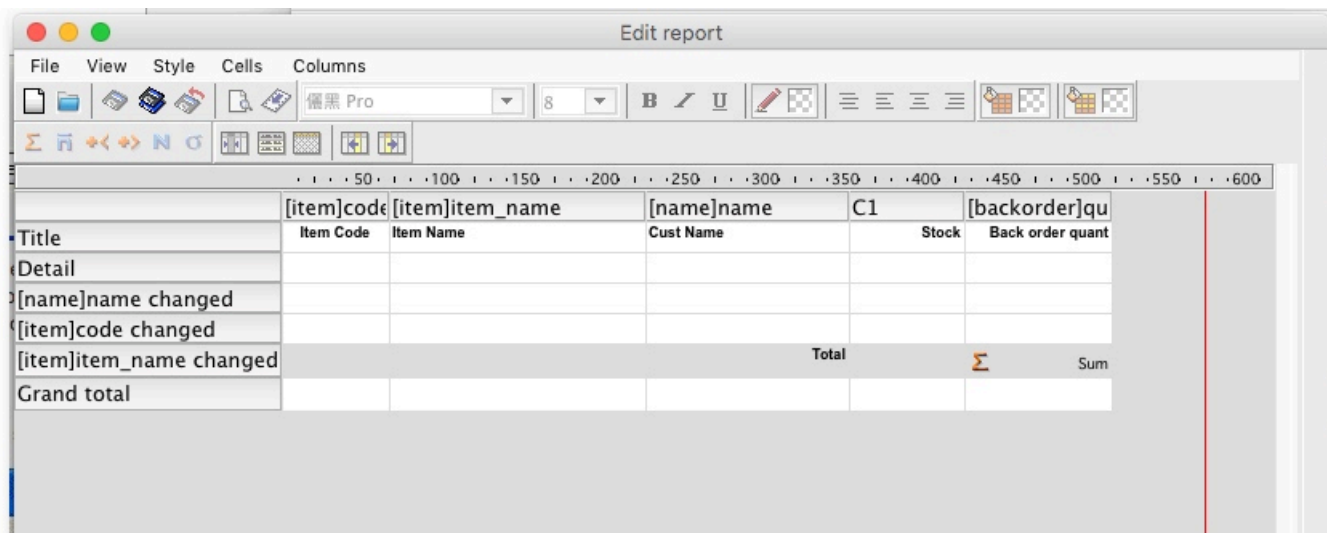 Edit report
File View Style Cells Columns
儷黑 Pro 8 B I U
50 100 150 200 250 300 350 400 450 500 550 600
[item]code [item]item_name [name]name C1 [backorder]qu
Title Item Code Item Name Cust Name Stock Back order quant
Detail
[name]name changed
[item]code changed
[item]item_name changed Total Σ Sum
Grand total